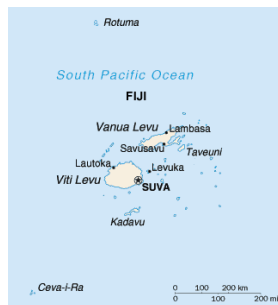 Rotuma
South Pacific Ocean
FIJI
Vanua Levu
Lambasa
Savusavu
Taveuni
Lautoka
Levuka
Viti Levu
SUVA
Kadavu
Ceva-i-Ra
0 100 200 km
0 100 200 mi